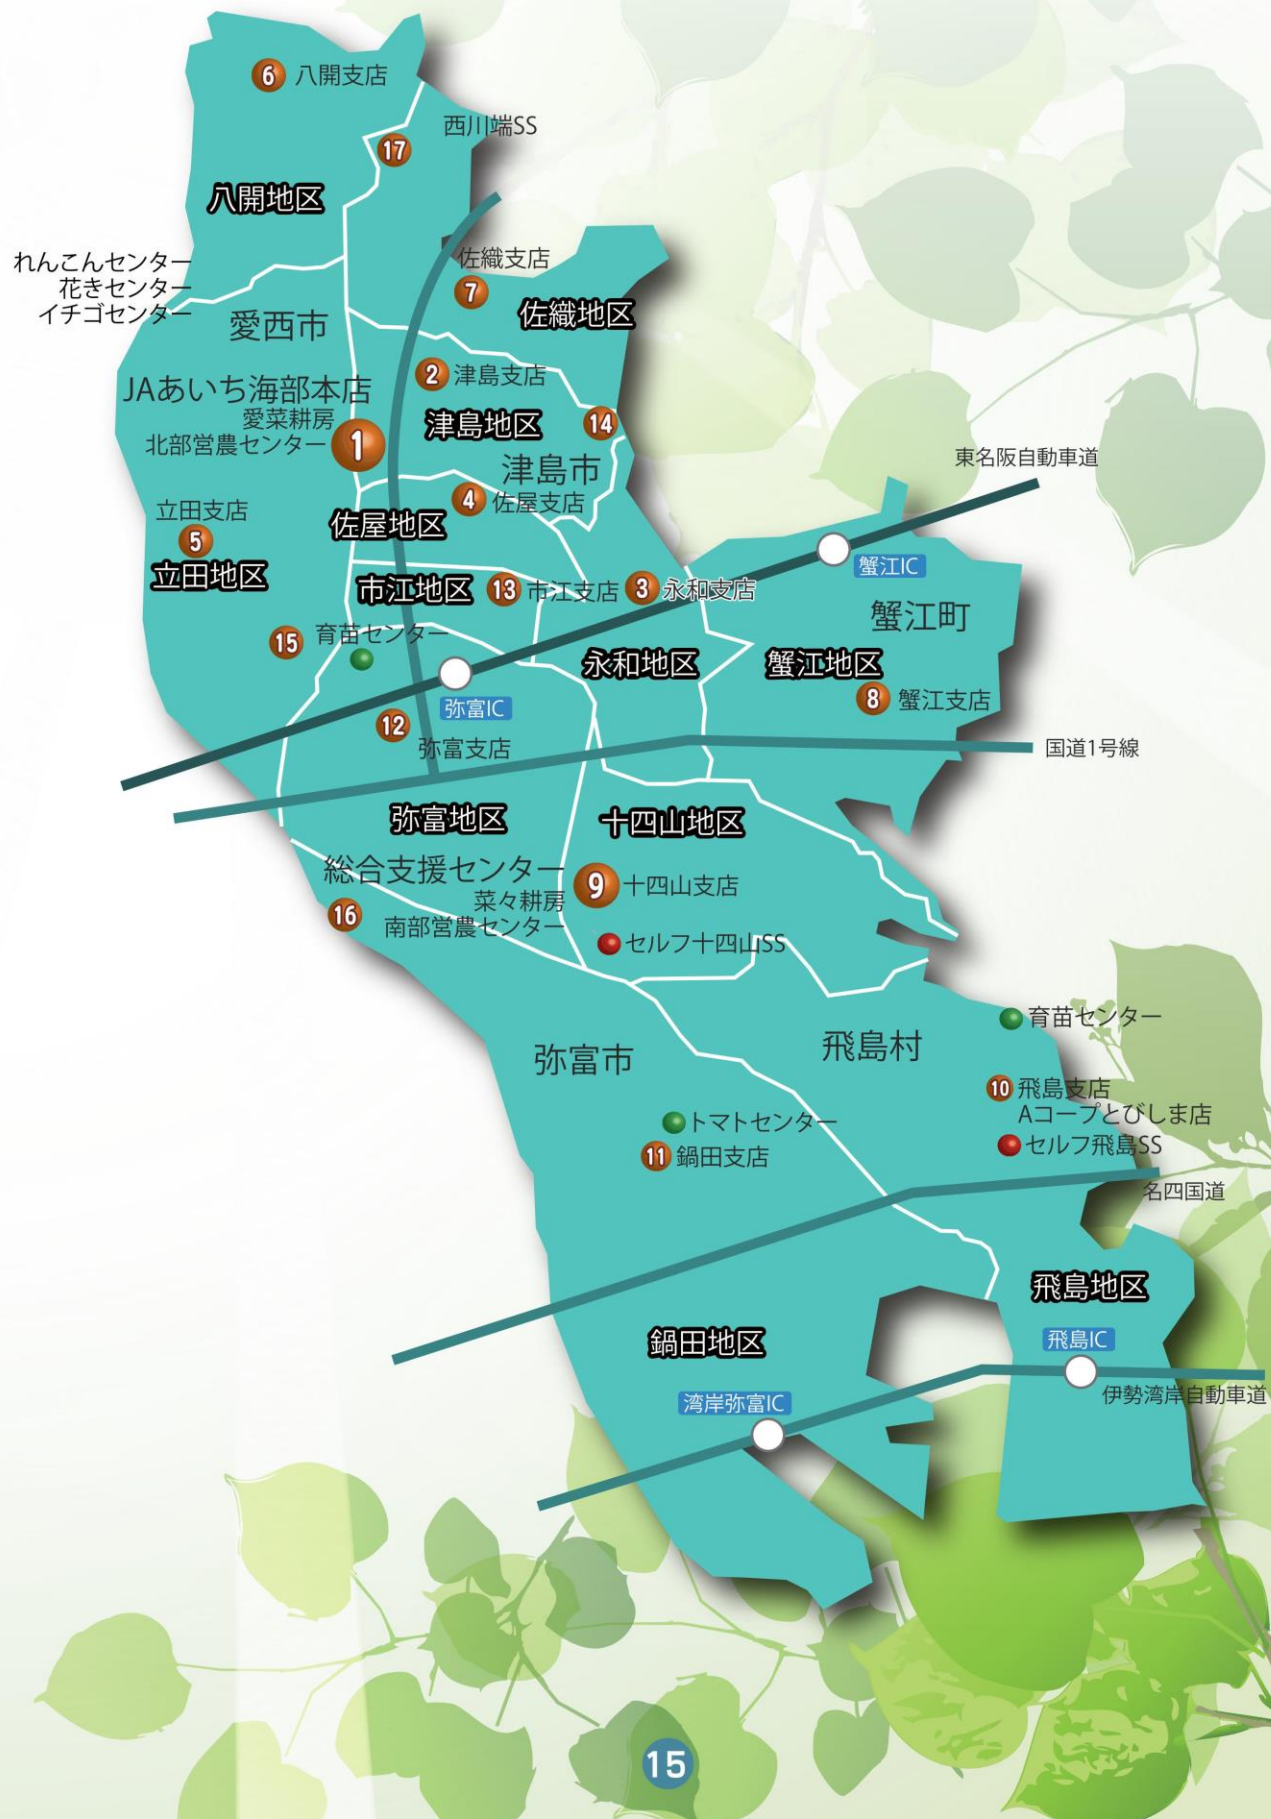 6 八開支店
西川端SS
17
八開地区
れんこんセンター
花きセンター
イチゴセンター
佐織支店
7
佐織地区
愛西市
2 津島支店
JAあいち海部本店
愛菜耕房
北部営農センター
1
津島地区
14
津島市
東名阪自動車道
4 佐屋支店
立田支店
5
佐屋地区
立田地区
蟹江IC
市江地区
13 市江支店
3 永和支店
蟹江町
15
育苗センター
永和地区
蟹江地区
8 蟹江支店
弥富IC
12
弥富支店
国道1号線
弥富地区
十四山地区
総合支援センター
菜々耕房
南部営農センター
9 十四山支店
16
セルフ十四山SS
育苗センター
弥富市
飛島村
10 飛島支店
Aコープとびしま店
セルフ飛島SS
トマトセンター
11 鍋田支店
名四国道
飛島地区
鍋田地区
飛島IC
湾岸弥富IC
伊勢湾岸自動車道
15